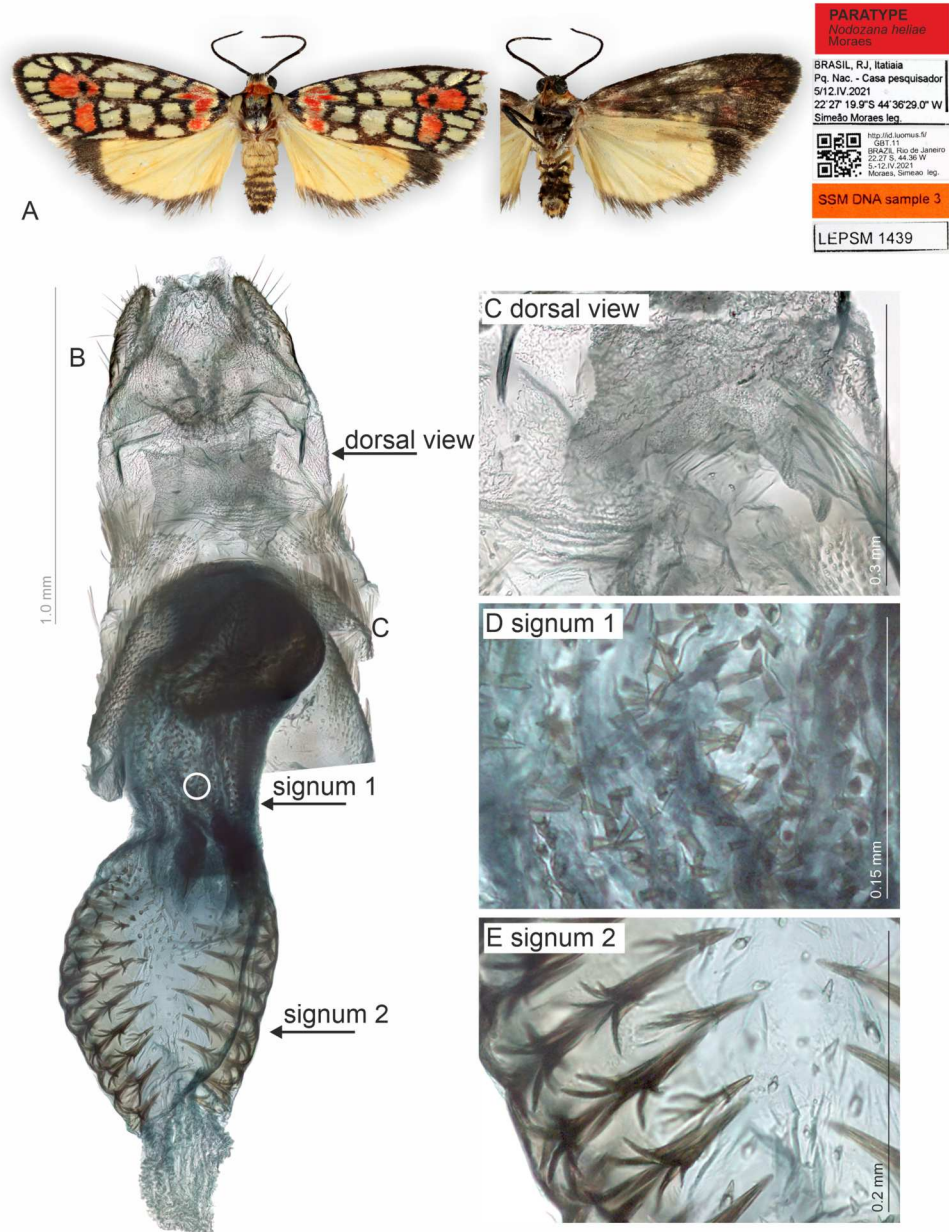 PARATYPE
Nodozana heliae
Moraes
BRASIL, RJ, Itatiaia
Pq. Nac. - Casa pesquisador
5/12.IV.2021
22°27' 19.9"S 44°36'29.0" W
Simeão Moraes leg.
http://id.luomus.fi/
GBT.11
BRAZIL Rio de Janeiro
22.27 S, 44.36 W
5.-12.IV.2021
Moraes, Simeao leg.
SSM DNA sample 3
LEPSM 1439
A
B
dorsal view
1.0 mm
C
signum 1
signum 2
C dorsal view
0.3 mm
D signum 1
0.15 mm
E signum 2
0.2 mm